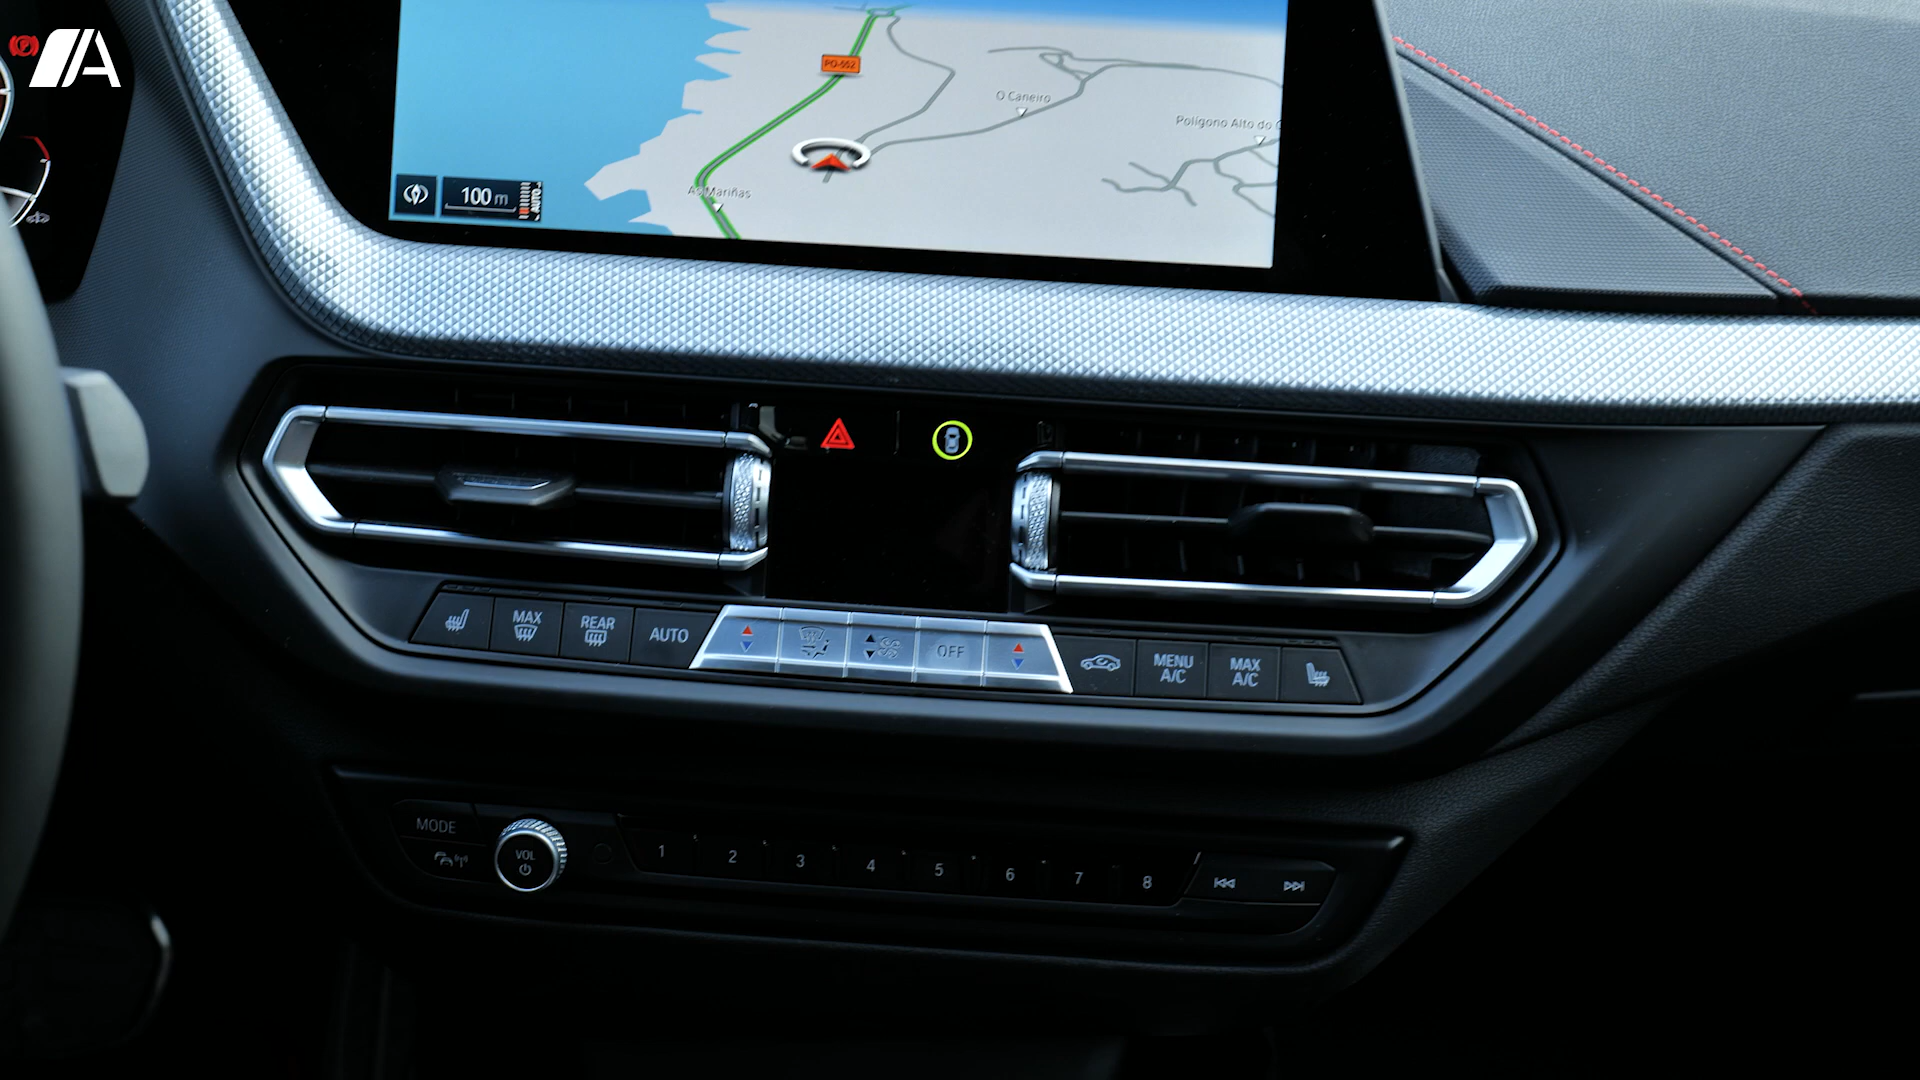 PO-552
O Caneiro
Polígono Alto do
As Mariñas
100 m
AUTO
MAX
REAR
AUTO
OFF
MENU
A/C
MAX
A/C
MODE
VOL
1 2 3 4 5 6 7 8